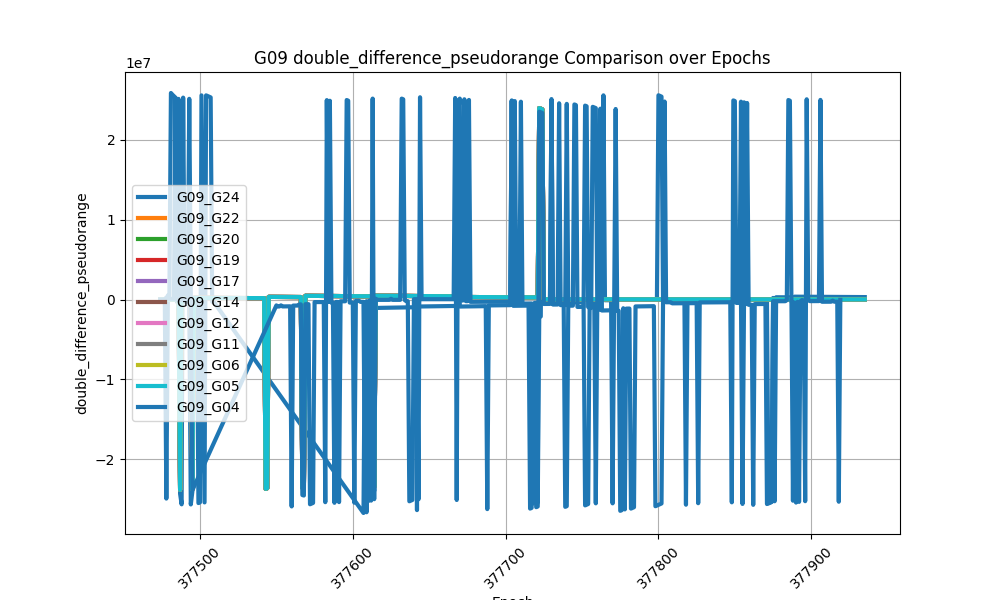 G09 double_difference_pseudorange Comparison over Epochs
1e7
2
1
0
−1
−2
double_difference_pseudorange
G09_G24
G09_G22
G09_G20
G09_G19
G09_G17
G09_G14
G09_G12
G09_G11
G09_G06
G09_G05
G09_G04
377500
377600
377700
377800
377900
Epoch